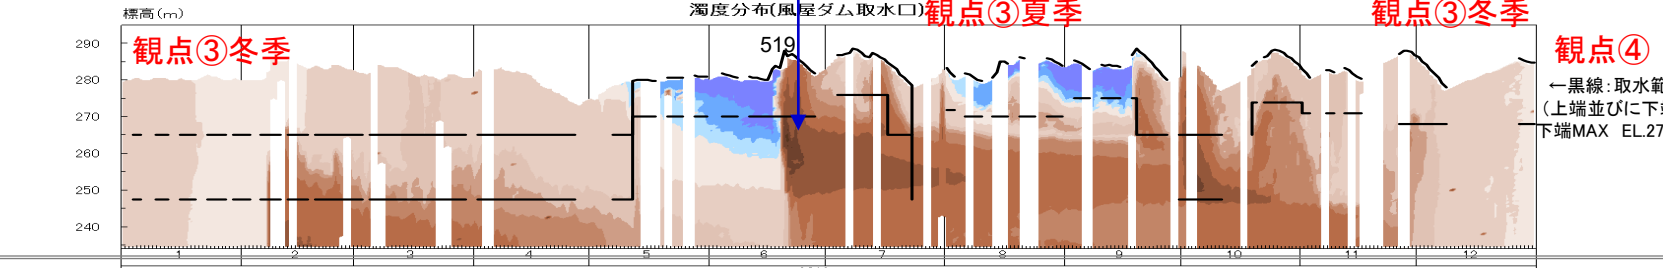 標高(m)
濁度分布(風屋ダム取水口)
観点③夏季
観点③冬季
観点③冬季
観点④
519
←黒線:取水範
(上端並びに下
下端MAX EL.27
290
280
270
260
250
240
1 2 3 4 5 6 7 8 9 10 11 12